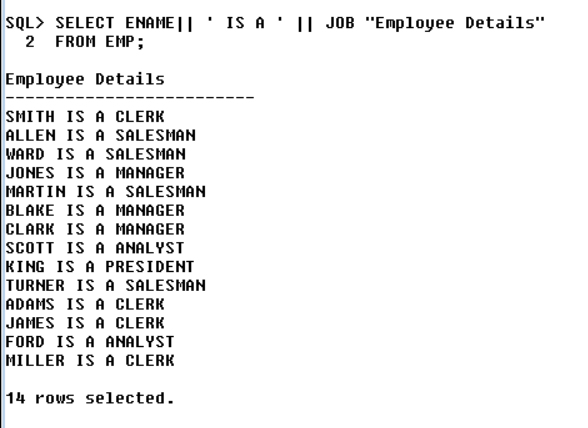 SQL> SELECT ENAME|| ' IS A ' || JOB "Employee Details"
  2  FROM EMP;
Employee Details
-------------------------
SMITH IS A CLERK
ALLEN IS A SALESMAN
WARD IS A SALESMAN
JONES IS A MANAGER
MARTIN IS A SALESMAN
BLAKE IS A MANAGER
CLARK IS A MANAGER
SCOTT IS A ANALYST
KING IS A PRESIDENT
TURNER IS A SALESMAN
ADAMS IS A CLERK
JAMES IS A CLERK
FORD IS A ANALYST
MILLER IS A CLERK
14 rows selected.